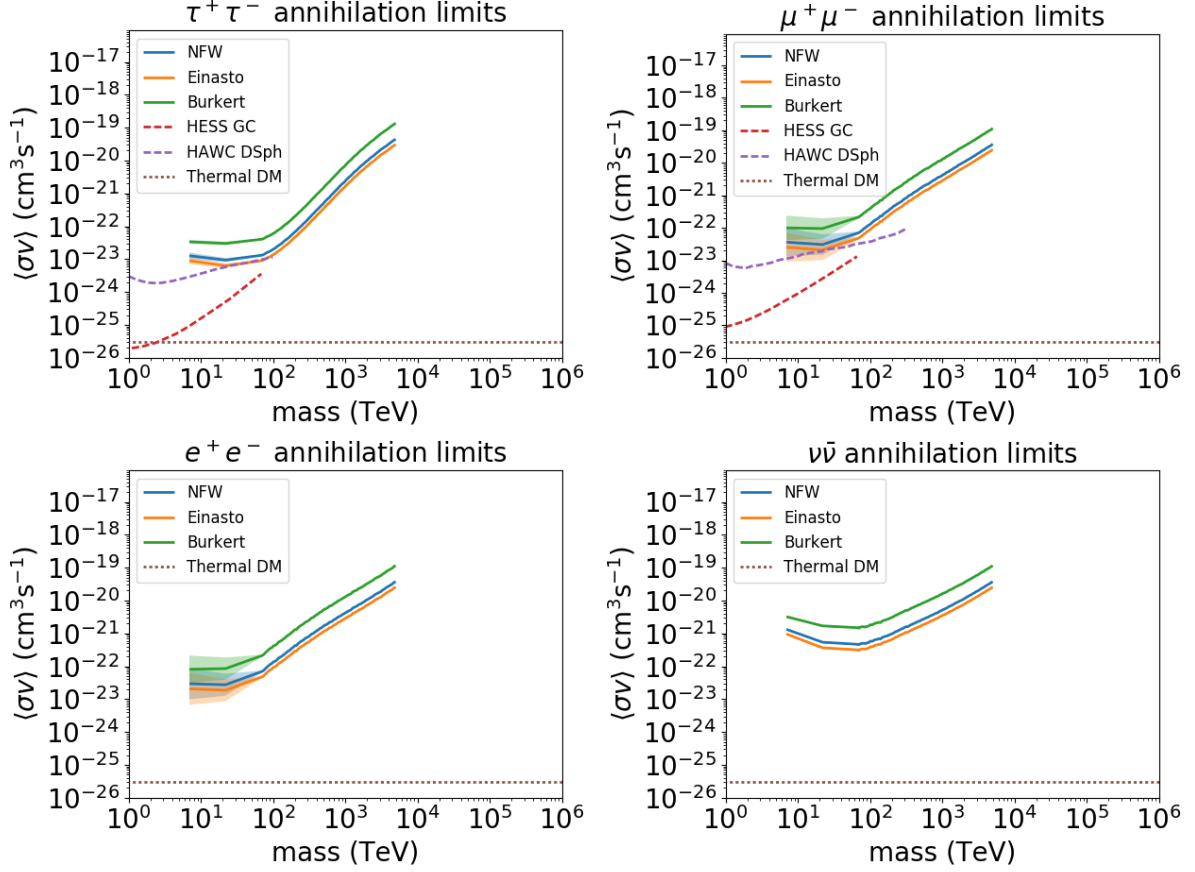 τ⁺τ⁻ annihilation limits
⟨σv⟩ (cm³s⁻¹)
10⁻¹⁷
10⁻¹⁸
10⁻¹⁹
10⁻²⁰
10⁻²¹
10⁻²²
10⁻²³
10⁻²⁴
10⁻²⁵
10⁻²⁶
NFW
Einasto
Burkert
HESS GC
HAWC DSph
Thermal DM
10⁰ 10¹ 10² 10³ 10⁴ 10⁵ 10⁶
mass (TeV)
μ⁺μ⁻ annihilation limits
⟨σv⟩ (cm³s⁻¹)
10⁻¹⁷
10⁻¹⁸
10⁻¹⁹
10⁻²⁰
10⁻²¹
10⁻²²
10⁻²³
10⁻²⁴
10⁻²⁵
10⁻²⁶
NFW
Einasto
Burkert
HESS GC
HAWC DSph
Thermal DM
10⁰ 10¹ 10² 10³ 10⁴ 10⁵ 10⁶
mass (TeV)
e⁺e⁻ annihilation limits
⟨σv⟩ (cm³s⁻¹)
10⁻¹⁷
10⁻¹⁸
10⁻¹⁹
10⁻²⁰
10⁻²¹
10⁻²²
10⁻²³
10⁻²⁴
10⁻²⁵
10⁻²⁶
NFW
Einasto
Burkert
Thermal DM
10⁰ 10¹ 10² 10³ 10⁴ 10⁵ 10⁶
mass (TeV)
νν̄ annihilation limits
⟨σv⟩ (cm³s⁻¹)
10⁻¹⁷
10⁻¹⁸
10⁻¹⁹
10⁻²⁰
10⁻²¹
10⁻²²
10⁻²³
10⁻²⁴
10⁻²⁵
10⁻²⁶
NFW
Einasto
Burkert
Thermal DM
10⁰ 10¹ 10² 10³ 10⁴ 10⁵ 10⁶
mass (TeV)